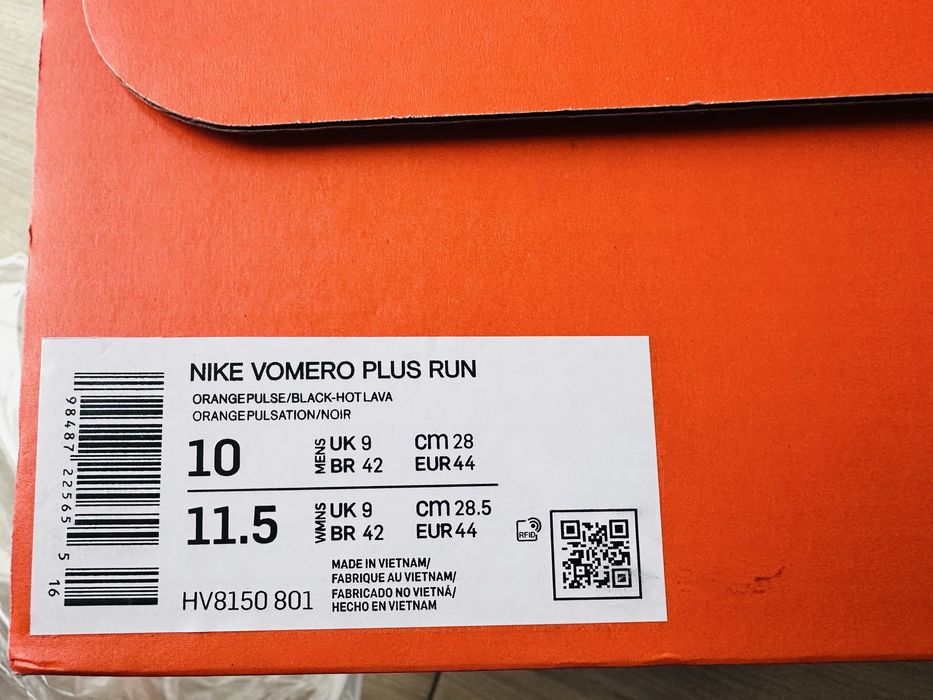 NIKE VOMERO PLUS RUN
ORANGE PULSE/BLACK-HOT LAVA
ORANGE PULSATION/NOIR
10 MENS UK 9 CM 28
BR 42 EUR 44
11.5 WMNS UK 9 CM 28.5
BR 42 EUR 44
RFID
MADE IN VIETNAM/
FABRIQUE AU VIETNAM/
FABRICADO NO VIETNÃ/
HECHO EN VIETNAM
HV8150 801
98487 22565 5 16